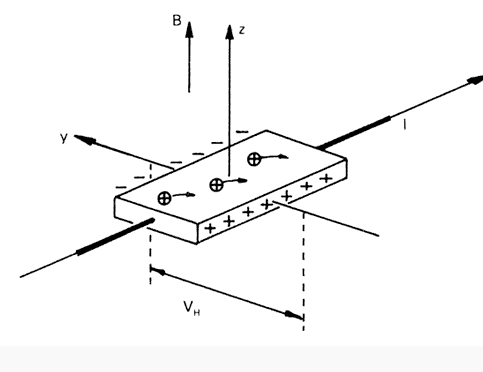 B
z
y
I
− − − − − − −
⊕ ⊕ ⊕
+ + + + + + +
V_H